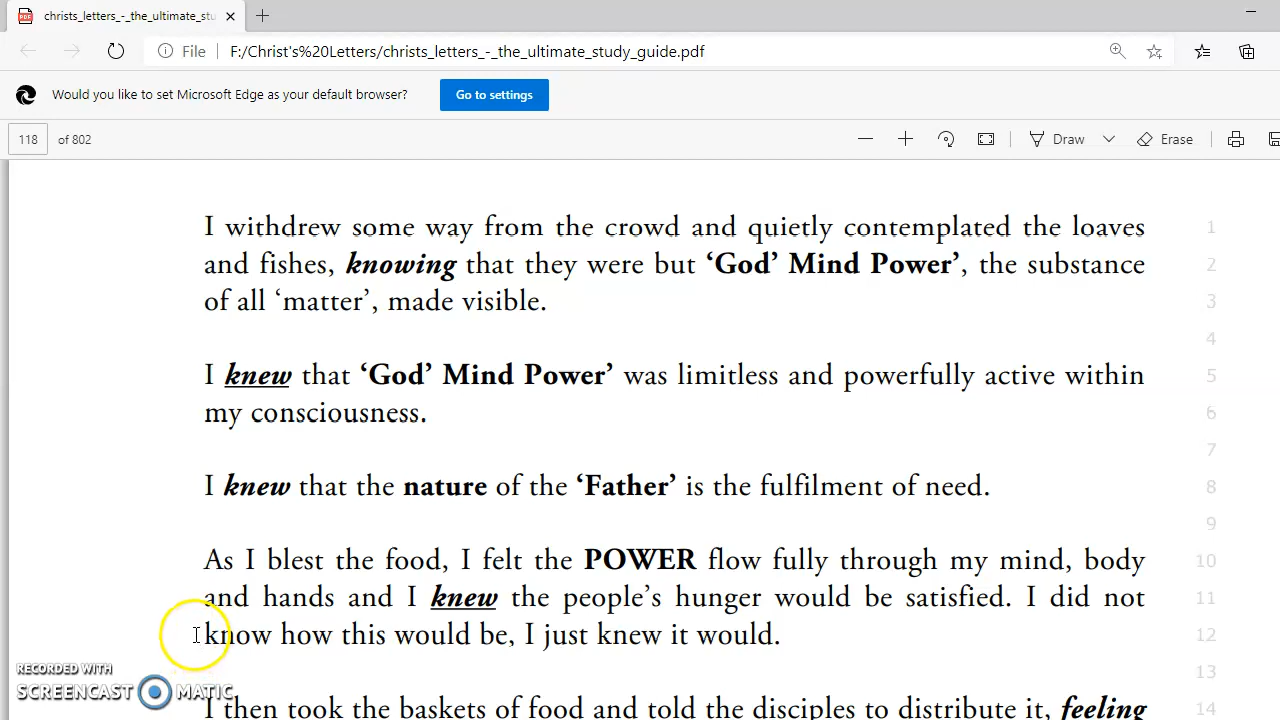 christs_letters_-_the_ultimate_stu
File F:/Christ's%20Letters/christs_letters_-_the_ultimate_study_guide.pdf
Would you like to set Microsoft Edge as your default browser? Go to settings
118 of 802 Draw Erase
I withdrew some way from the crowd and quietly contemplated the loaves 1
and fishes, knowing that they were but ‘God’ Mind Power’, the substance 2
of all ‘matter’, made visible. 3
4
I knew that ‘God’ Mind Power’ was limitless and powerfully active within 5
my consciousness. 6
7
I knew that the nature of the ‘Father’ is the fulfilment of need. 8
9
As I blest the food, I felt the POWER flow fully through my mind, body 10
and hands and I knew the people’s hunger would be satisfied. I did not 11
know how this would be, I just knew it would. 12
13
I then took the baskets of food and told the disciples to distribute it, feeling 14
RECORDED WITH
SCREENCAST MATIC